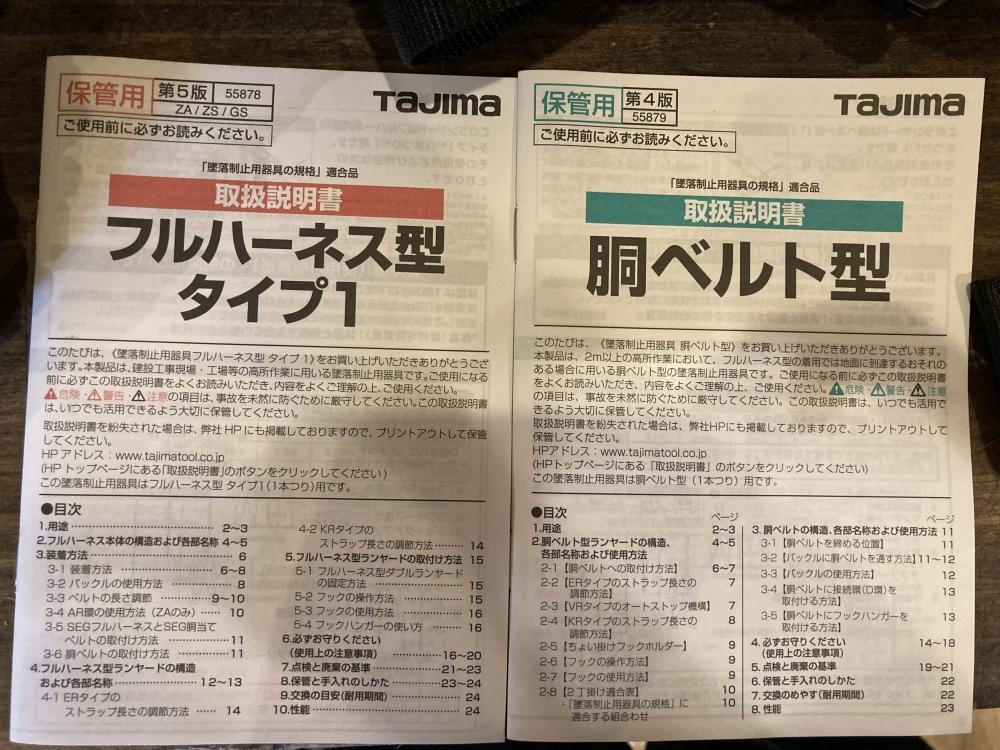 保管用 第5版 55878
ZA/ZS/GS
TAJIMA
ご使用前に必ずお読みください。
「墜落制止用器具の規格」適合品
取扱説明書
フルハーネス型
タイプ1
このたびは、《墜落制止用器具フルハーネス型 タイプ1》をお買い上げいただきありがとうござ
います。本製品は、建設工事現場・工場等の高所作業に用いる墜落制止用器具です。ご使用になる
前に必ずこの取扱説明書をよくお読みいただき、内容をよくご理解の上、ご使用ください。
危険・警告・注意の項目は、事故を未然に防ぐために厳守してください。この取扱説明書
は、いつでも活用できるよう大切に保管してください。
取扱説明書を紛失された場合は、弊社HPにも掲載しておりますので、プリントアウトして保管
してください。
HPアドレス：www.tajimatool.co.jp
(HPトップページにある「取扱説明書」のボタンをクリックしてください)
この墜落制止用器具はフルハーネス型 タイプ1(1本つり)用です。
●目次
1.用途 2〜3
2.フルハーネス本体の構造および各部名称 4〜5
3.装着方法 6
3-1 装着方法 6〜8
3-2 バックルの使用方法 8
3-3 ベルトの長さ調節 9〜10
3-4 AR環の使用方法(ZAのみ) 10
3-5 SEGフルハーネスとSEG胴当て
ベルトの取付け方法 11
3-6 胴ベルトの取付け方法 11
4.フルハーネス型ランヤードの構造
および各部名称 12〜13
4-1 ERタイプの
ストラップ長さの調節方法 14
4-2 KRタイプの
ストラップ長さの調節方法 14
5.フルハーネス型ランヤードの取付け方法 15
5-1 フルハーネス型ダブルランヤード
の固定方法 15
5-2 フックの操作方法 15
5-3 フックの使用方法 16
5-4 フックハンガーの使い方 16
6.必ずお守りください
(使用上の注意事項) 16〜20
7.点検と廃棄の基準 21〜23
8.保管と手入れのしかた 23〜24
9.交換の目安(耐用期間) 24
10.性能 24
保管用 第4版
55879
TAJIMA
ご使用前に必ずお読みください。
「墜落制止用器具の規格」適合品
取扱説明書
胴ベルト型
このたびは、《墜落制止用器具 胴ベルト型》をお買い上げいただきありがとうございます。
本製品は、2m以上の高所作業において、フルハーネス型の着用では地面に到達するおそれの
ある場合に用いる胴ベルト型の墜落制止用器具です。ご使用になる前に必ずこの取扱説明書
をよくお読みいただき、内容をよくご理解の上、ご使用ください。危険・警告・注意
の項目は、事故を未然に防ぐために厳守してください。この取扱説明書は、いつでも活用で
きるよう大切に保管してください。
取扱説明書を紛失された場合は、弊社HPにも掲載しておりますので、プリントアウトして
保管してください。
HPアドレス：www.tajimatool.co.jp
(HPトップページにある「取扱説明書」のボタンをクリックしてください)
この墜落制止用器具は胴ベルト型（1本つり）用です。
●目次
ページ
1.用途 2〜3
2.胴ベルト型ランヤードの構造、 4〜5
各部名称および使用方法
2-1【胴ベルトへの取付け方法】 6〜7
2-2【ERタイプのストラップ長さの 7
調節方法】
2-3【VRタイプのオートストップ機構】 7
2-4【KRタイプのストラップ長さの 8
調節方法】
2-5【ちょい掛けフックホルダー】 9
2-6【フックの操作方法】 9
2-7【フックの使用方法】 9
2-8【2丁掛け適合表】 10
・「墜落制止用器具の規格」に 10
適合する組合わせ
ページ
3. 胴ベルトの構造、各部名称および使用方法 11
3-1【胴ベルトを締める位置】 11
3-2【バックルに胴ベルトを通す方法】 11〜12
3-3【バックルの使用方法】 12
3-4【胴ベルトに接続環(D環)を 13
取付ける方法】
3-5【胴ベルトにフックハンガーを 13
取付ける方法】
4. 必ずお守りください 14〜18
(使用上の注意事項)
5. 点検と廃棄の基準 19〜21
6. 保管と手入れのしかた 22
7. 交換のめやす(耐用期間) 22
8. 性能 23